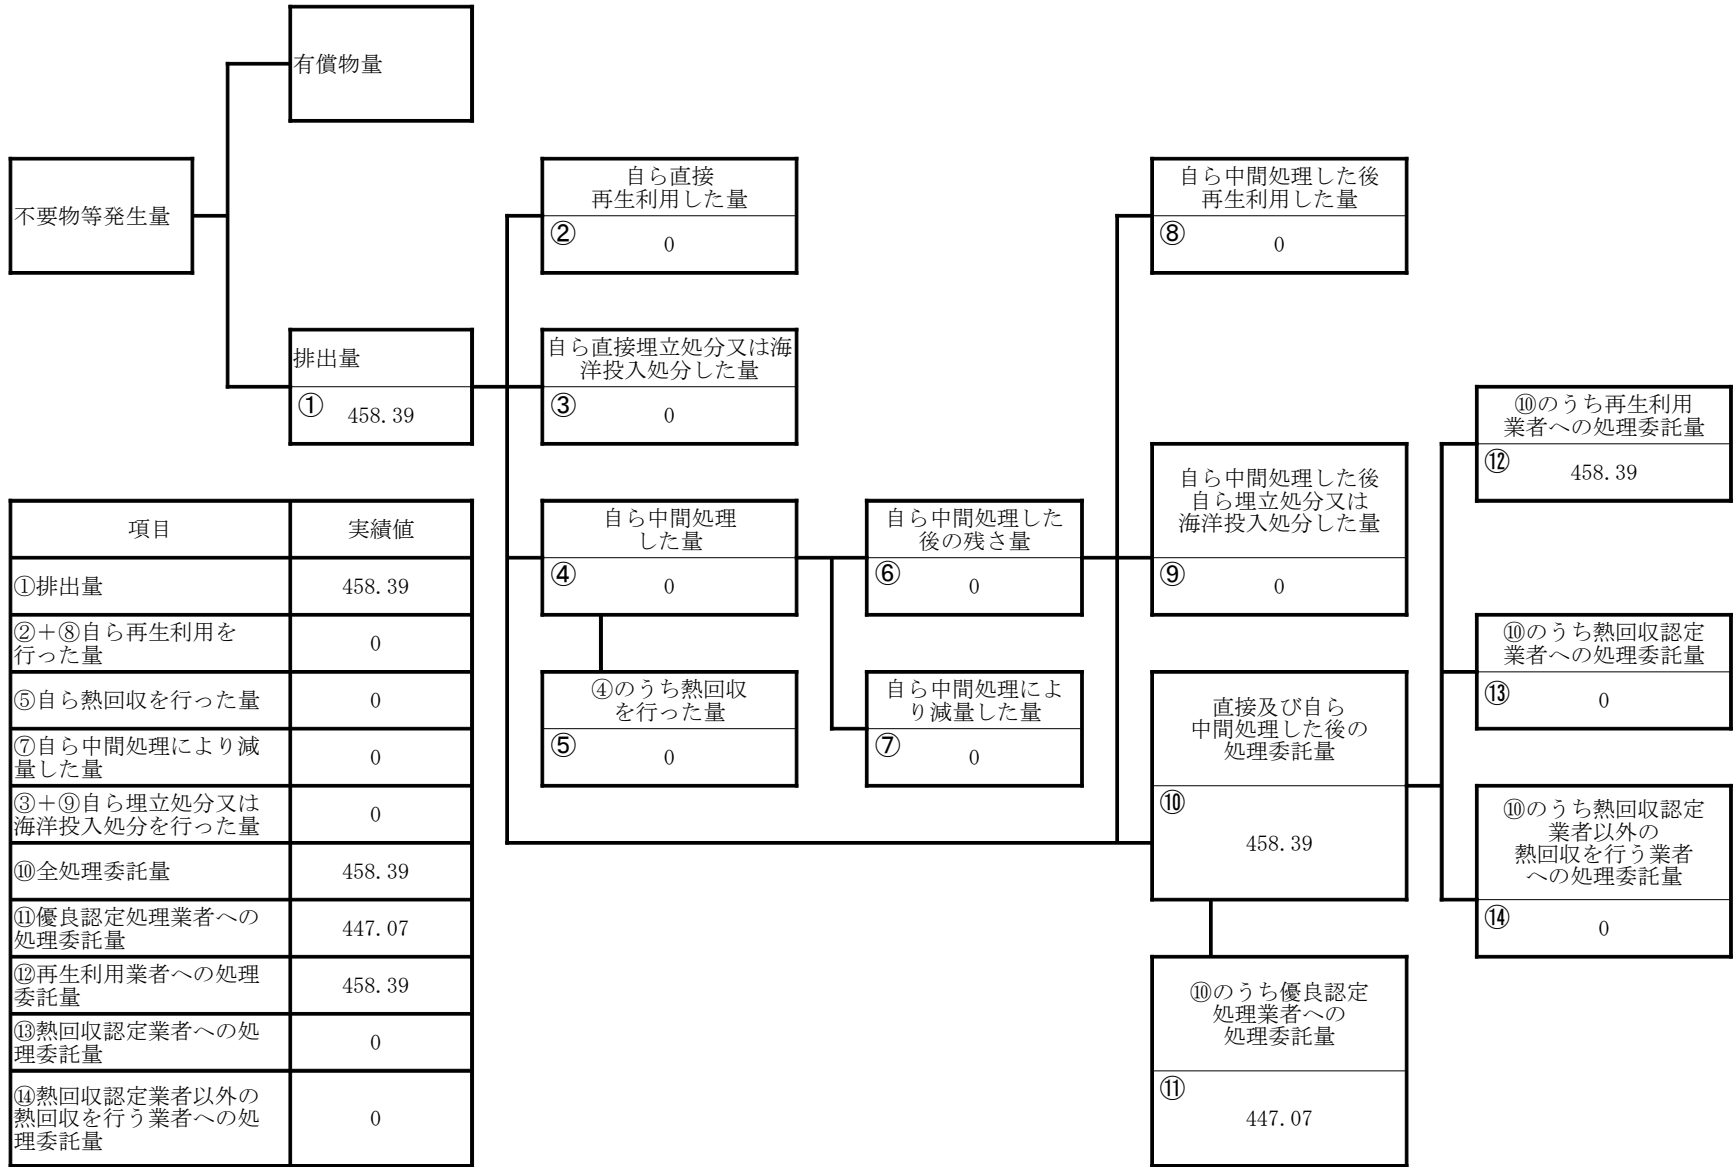 有償物量
不要物等発生量
自ら直接
再生利用した量
②
0
自ら中間処理した後
再生利用した量
⑧
0
排出量
①
458.39
自ら直接埋立処分又は海
洋投入処分した量
③
0
⑩のうち再生利用
業者への処理委託量
⑫
458.39
自ら中間処理
した量
④
0
自ら中間処理した
後の残さ量
⑥
0
自ら中間処理した後
自ら埋立処分又は
海洋投入処分した量
⑨
0
④のうち熱回収
を行った量
⑤
0
自ら中間処理によ
り減量した量
⑦
0
直接及び自ら
中間処理した後の
処理委託量
⑩
458.39
⑩のうち熱回収認定
業者への処理委託量
⑬
0
⑩のうち熱回収認定
業者以外の
熱回収を行う業者
への処理委託量
⑭
0
⑩のうち優良認定
処理業者への
処理委託量
⑪
447.07
項目 実績値
①排出量 458.39
②＋⑧自ら再生利用を
行った量 0
⑤自ら熱回収を行った量 0
⑦自ら中間処理により減
量した量 0
③＋⑨自ら埋立処分又は
海洋投入処分を行った量 0
⑩全処理委託量 458.39
⑪優良認定処理業者への
処理委託量 447.07
⑫再生利用業者への処理
委託量 458.39
⑬熱回収認定業者への処
理委託量 0
⑭熱回収認定業者以外の
熱回収を行う業者への処
理委託量 0